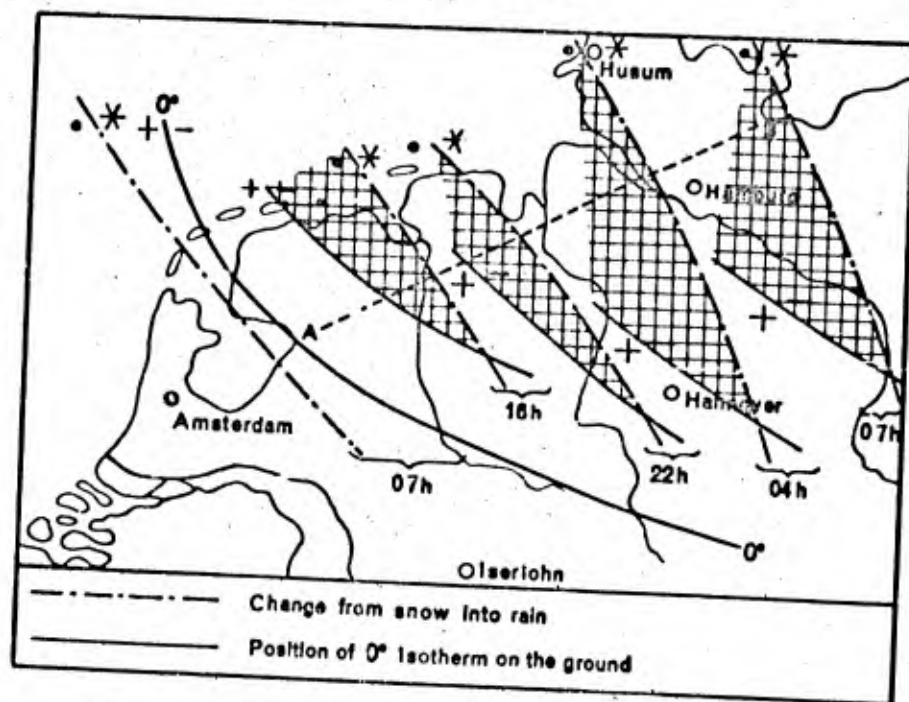 Husum
0°
+ −
Hamburg
A
+
+
+
Amsterdam
16h
Hannover
07h
07h
22h
04h
0°
Iserlohn
Change from snow into rain
Position of 0° isotherm on the ground